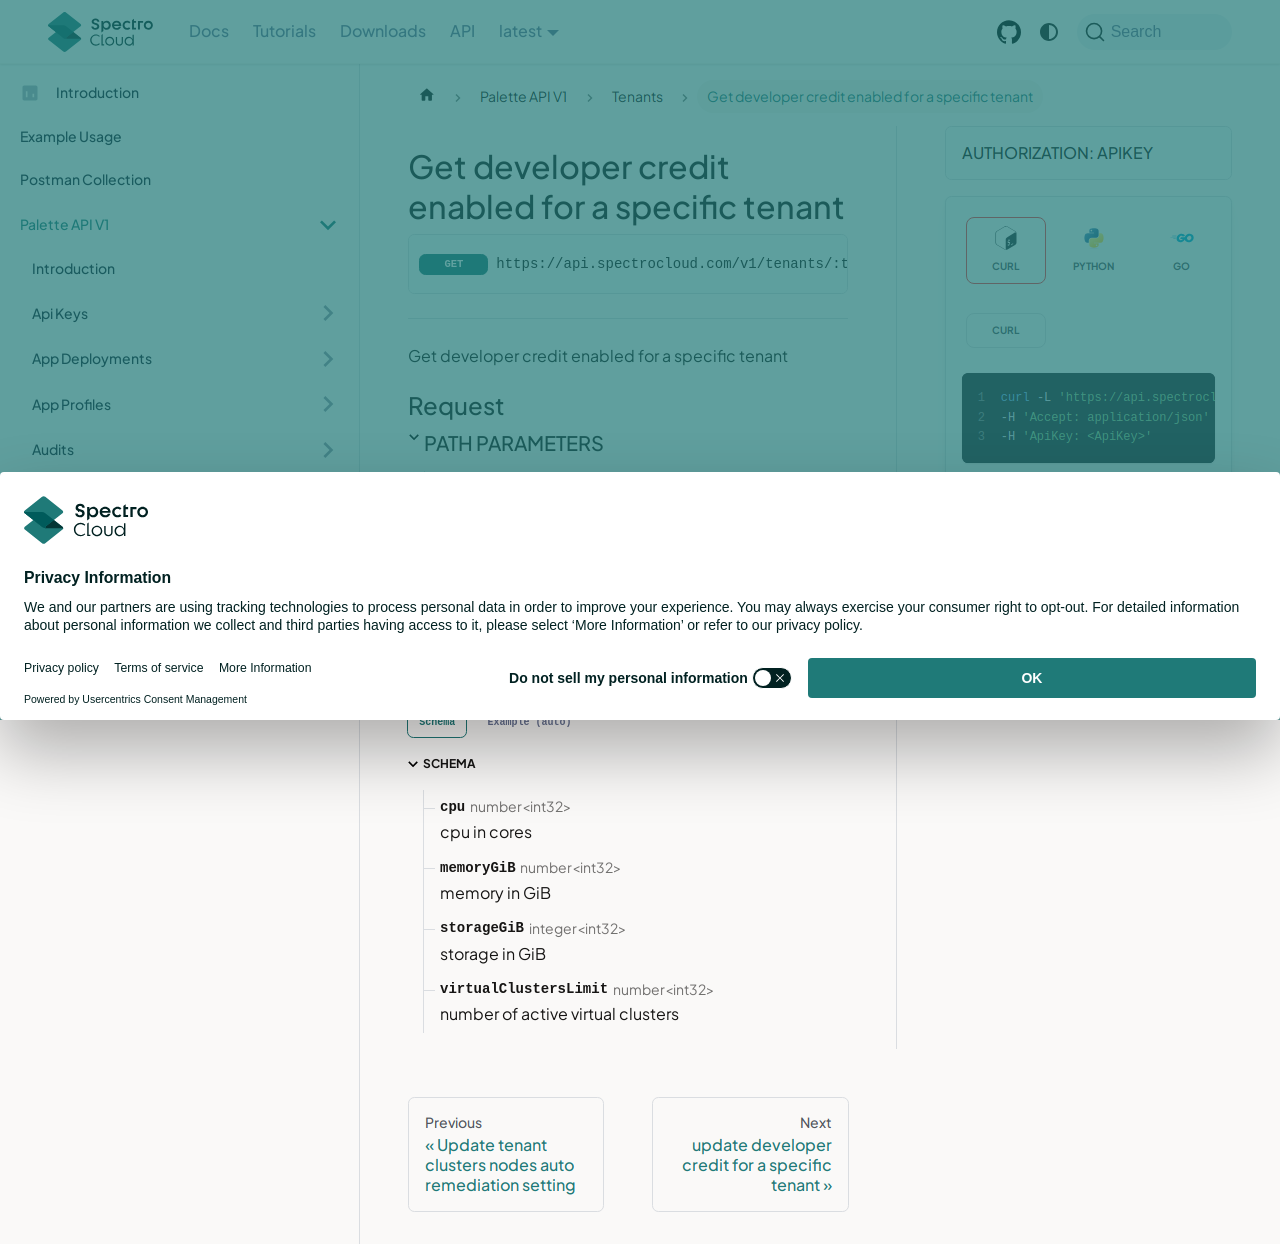 Spectro Cloud
Docs
Tutorials
Downloads
API
latest
Search
Introduction
Example Usage
Postman Collection
Palette API V1
Introduction
Api Keys
App Deployments
App Profiles
Audits
Palette API V1
Tenants
Get developer credit enabled for a specific tenant
Get developer credit
enabled for a specific tenant
GET https://api.spectrocloud.com/v1/tenants/:t
Get developer credit enabled for a specific tenant
Request
PATH PARAMETERS
AUTHORIZATION: APIKEY
CURL
PYTHON
GO
CURL
1 curl -L 'https://api.spectrocl
2 -H 'Accept: application/json'
3 -H 'ApiKey: <ApiKey>'
Spectro
Cloud
Privacy Information
We and our partners are using tracking technologies to process personal data in order to improve your experience. You may always exercise your consumer right to opt-out. For detailed information
about personal information we collect and third parties having access to it, please select ‘More Information’ or refer to our privacy policy.
Privacy policy
Terms of service
More Information
Do not sell my personal information
OK
Powered by Usercentrics Consent Management
Schema
Example (auto)
SCHEMA
cpu number<int32>
cpu in cores
memoryGiB number<int32>
memory in GiB
storageGiB integer<int32>
storage in GiB
virtualClustersLimit number<int32>
number of active virtual clusters
Previous
« Update tenant
clusters nodes auto
remediation setting
Next
update developer
credit for a specific
tenant »